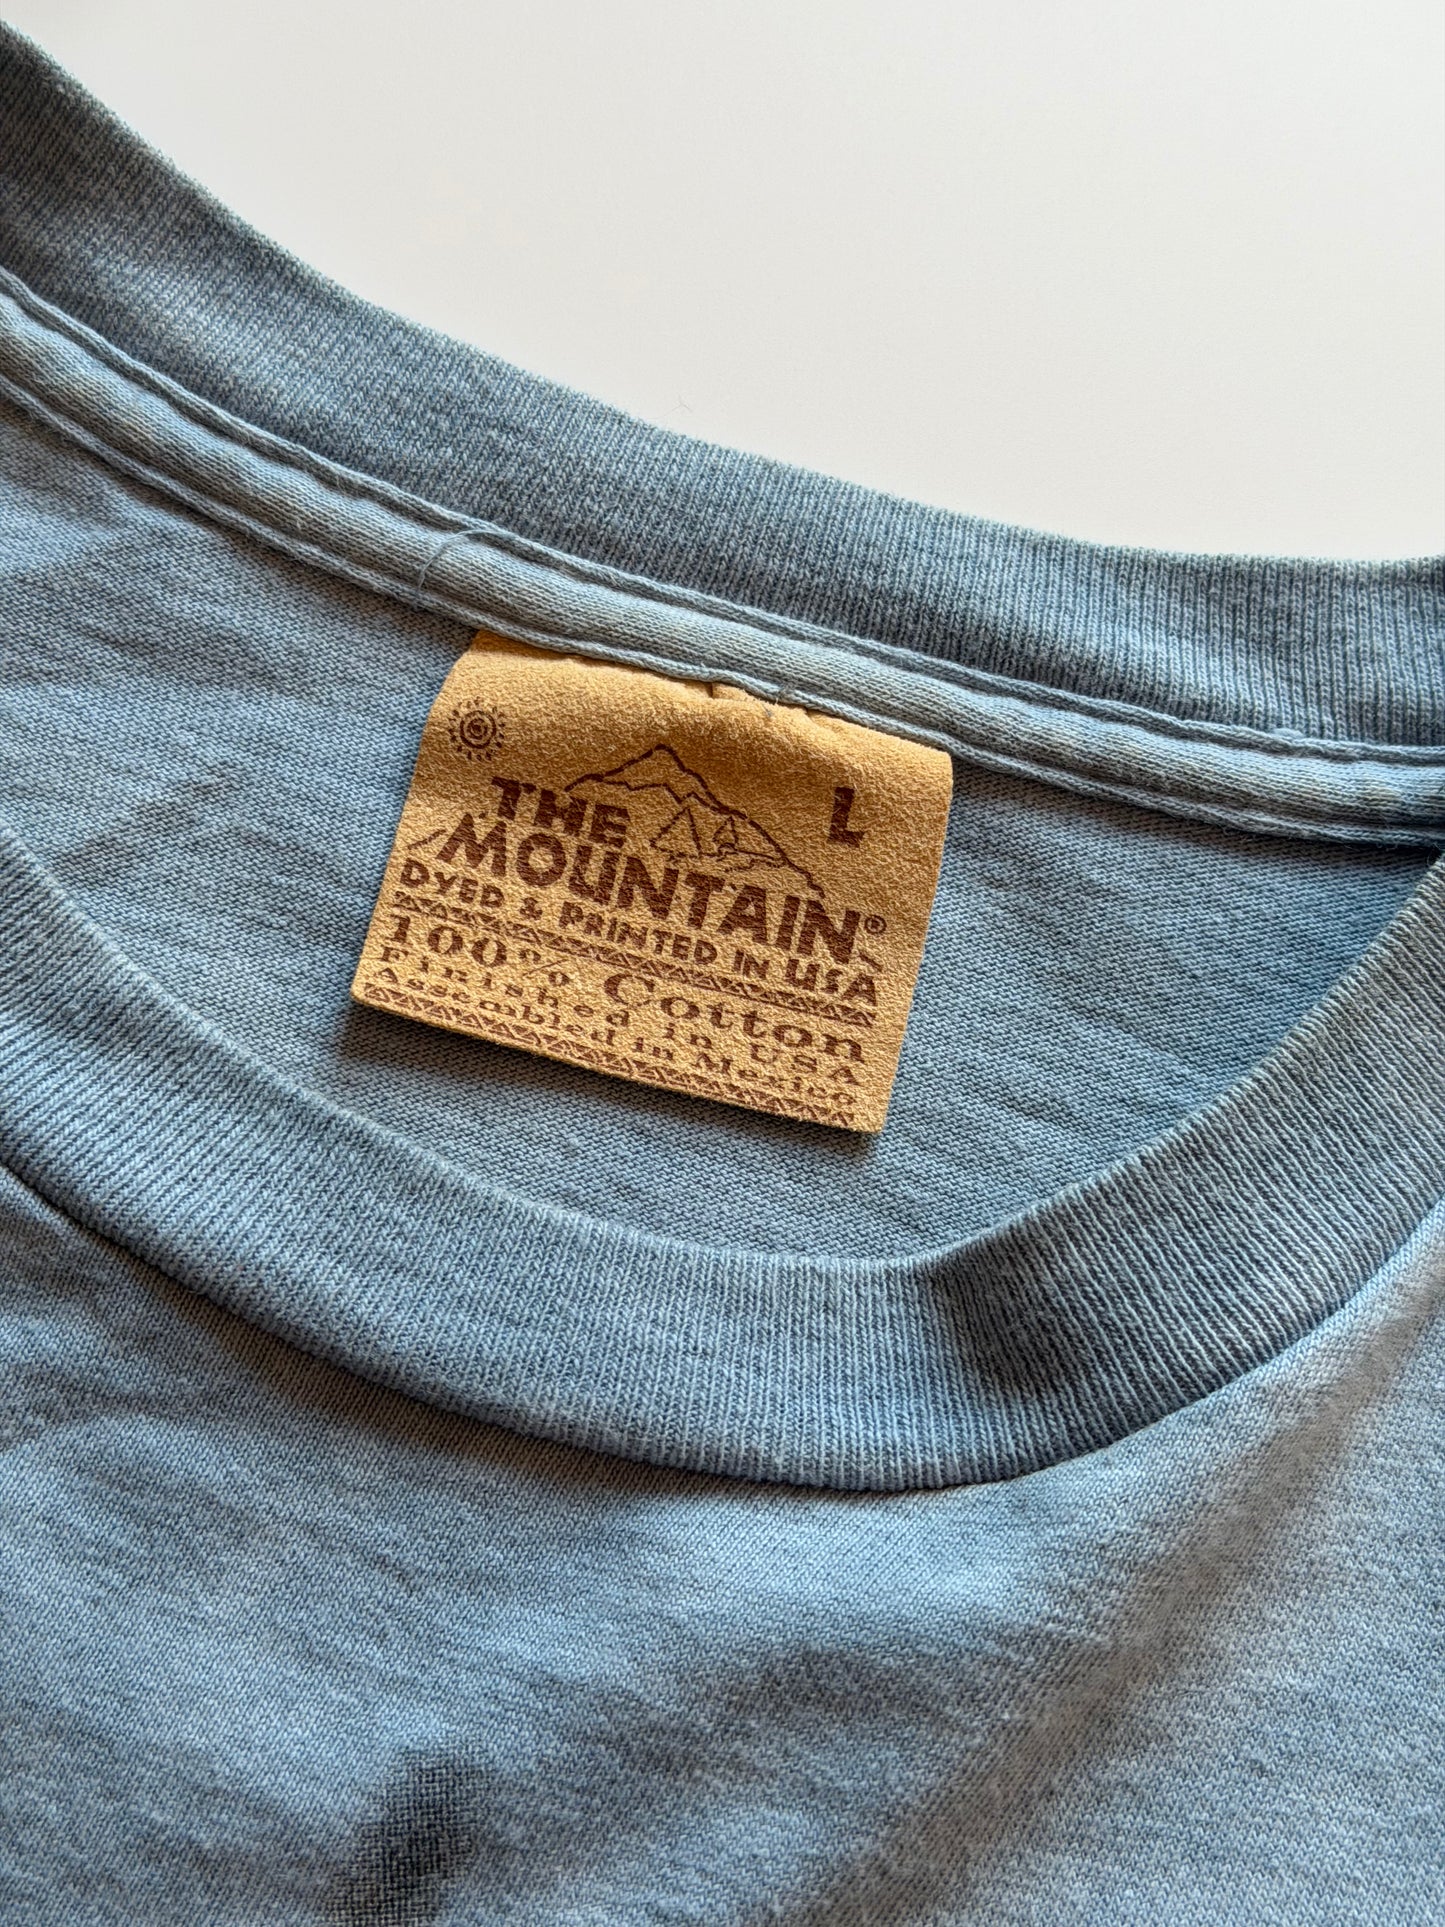 L
THE
MOUNTAIN®
DYED & PRINTED IN USA
100% Cotton
Finished in USA
Assembled in Mexico